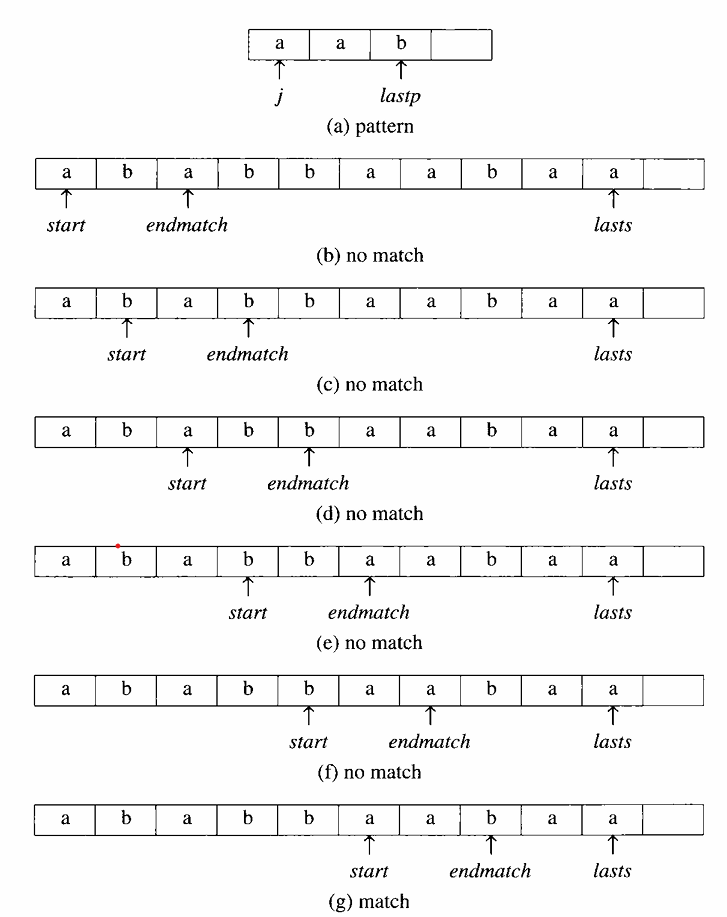 a a b
j lastp
(a) pattern
a b a b b a a b a a
start endmatch lasts
(b) no match
a b a b b a a b a a
start endmatch lasts
(c) no match
a b a b b a a b a a
start endmatch lasts
(d) no match
a b a b b a a b a a
start endmatch lasts
(e) no match
a b a b b a a b a a
start endmatch lasts
(f) no match
a b a b b a a b a a
start endmatch lasts
(g) match